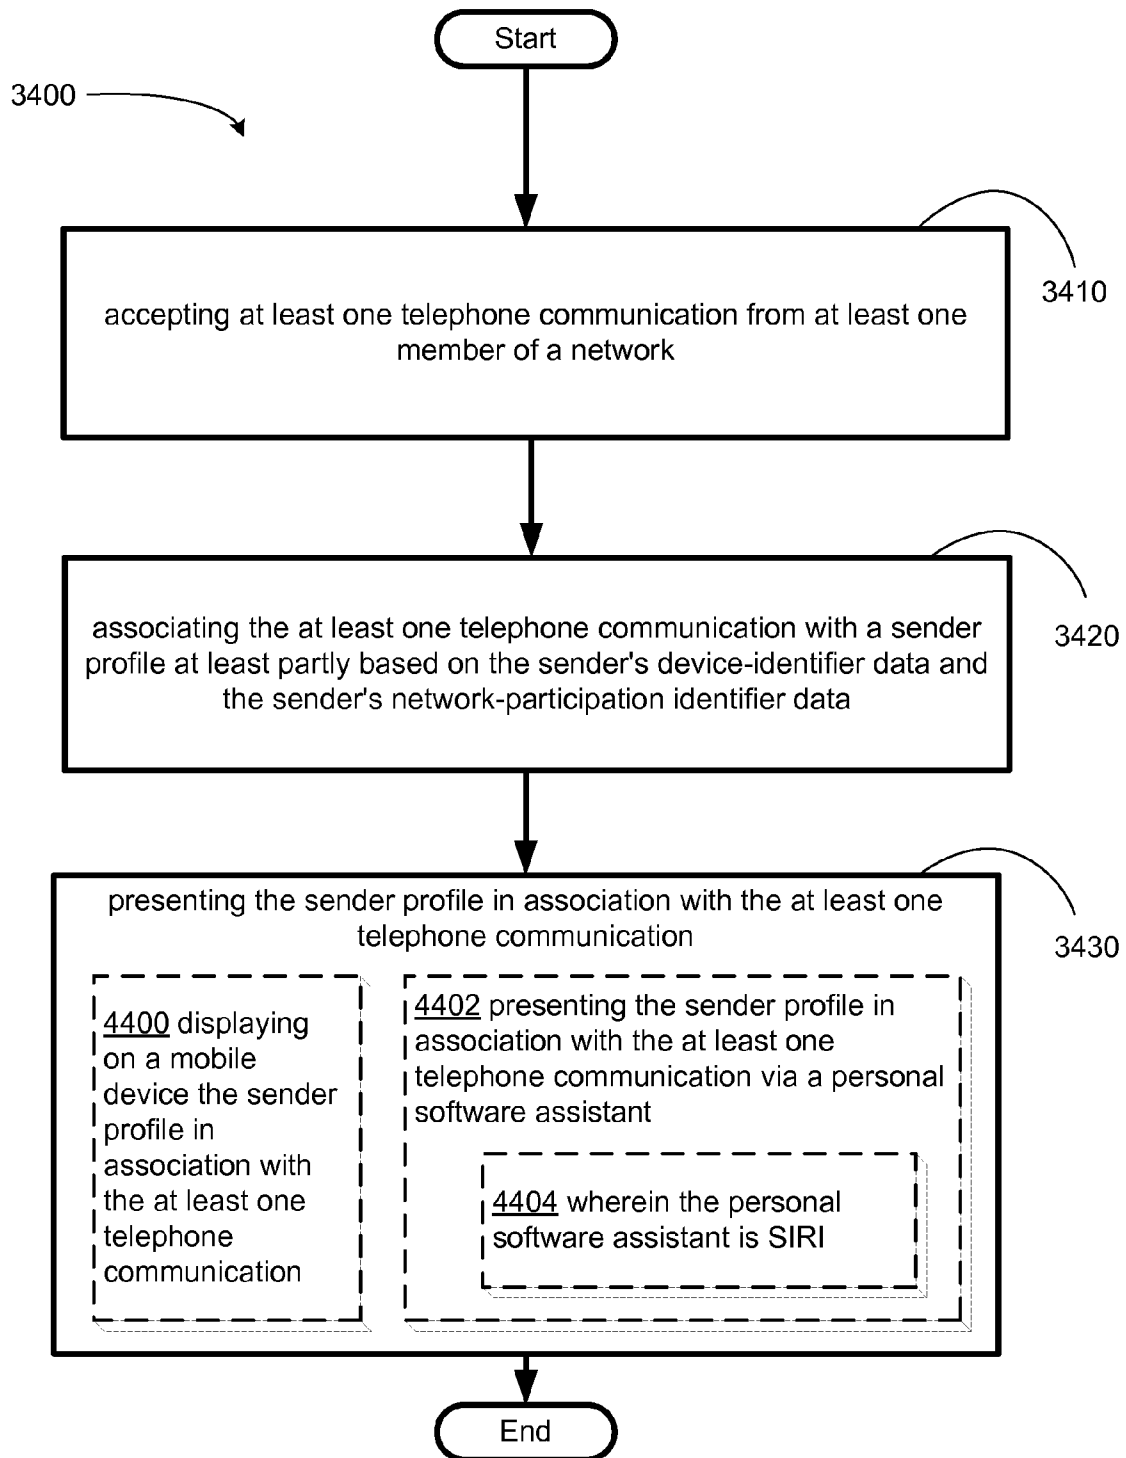 Start
3400
3410
accepting at least one telephone communication from at least one
member of a network
3420
associating the at least one telephone communication with a sender
profile at least partly based on the sender's device-identifier data and
the sender's network-participation identifier data
3430
presenting the sender profile in association with the at least one
telephone communication
4400 displaying
on a mobile
device the sender
profile in
association with
the at least one
telephone
communication
4402 presenting the sender profile in
association with the at least one
telephone communication via a personal
software assistant
4404 wherein the personal
software assistant is SIRI
End